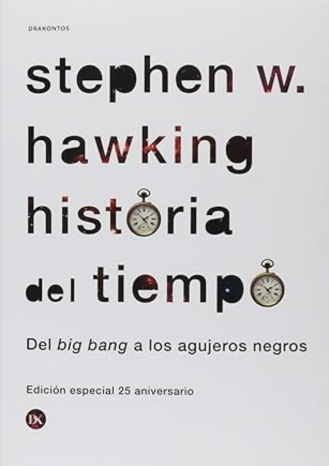 DRAKONTOS
stephen w.
hawking
historia
del tiempo
Del big bang a los agujeros negros
Edición especial 25 aniversario